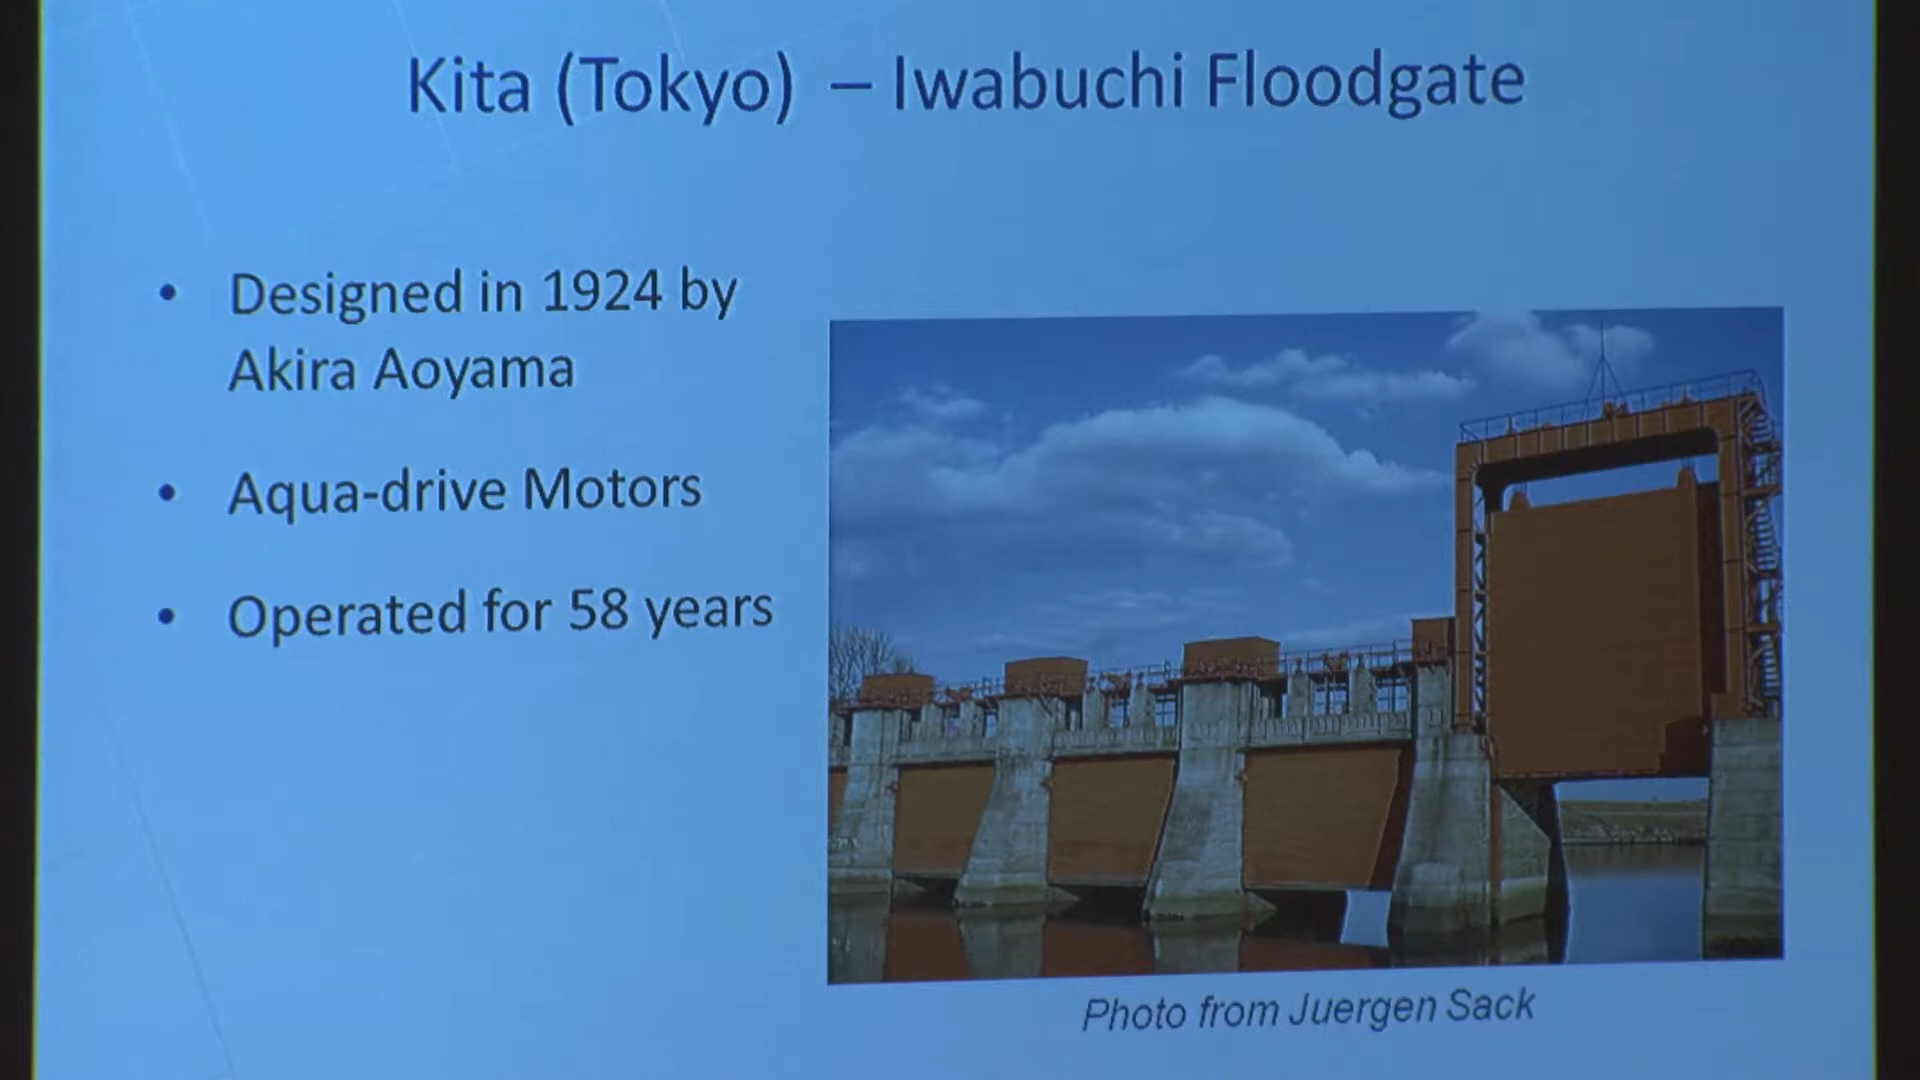 Kita (Tokyo) – Iwabuchi Floodgate
• Designed in 1924 by
Akira Aoyama
• Aqua-drive Motors
• Operated for 58 years
Photo from Juergen Sack